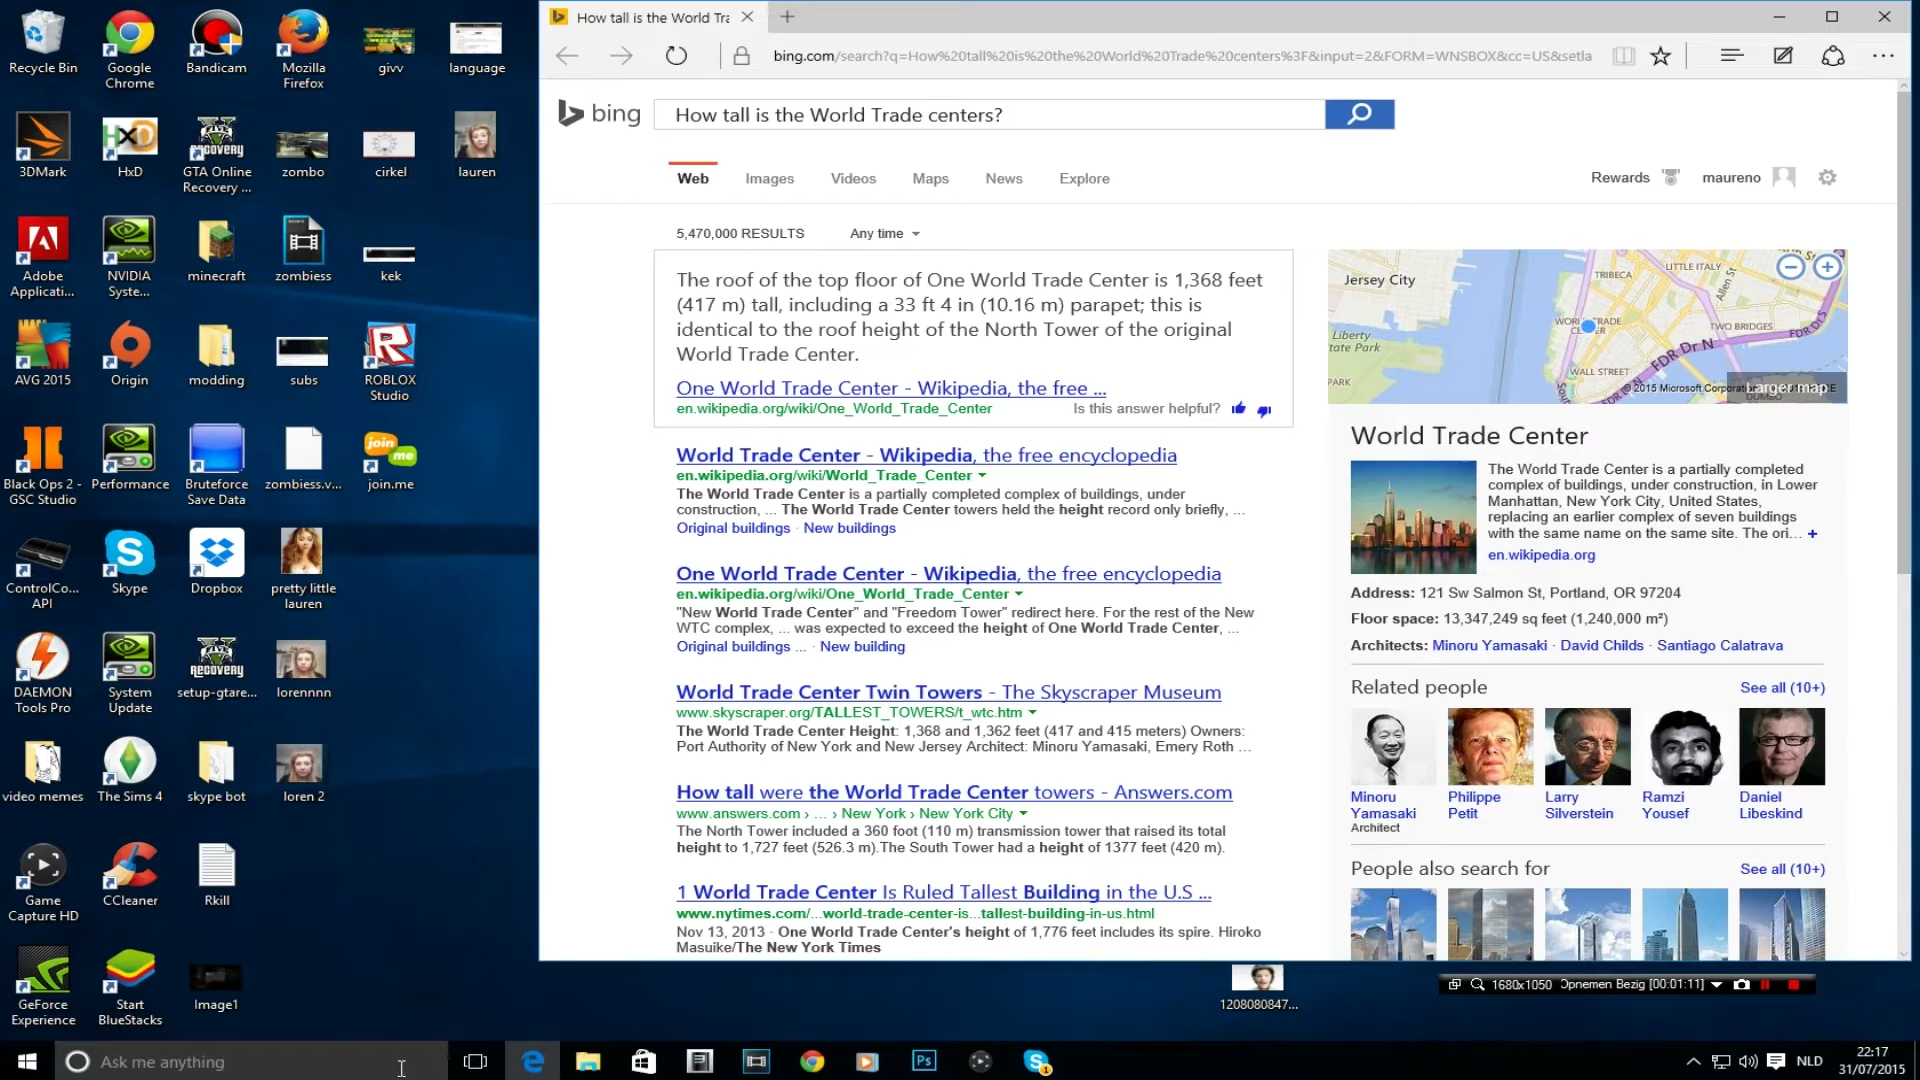 Recycle Bin
Google Chrome
Bandicam
Mozilla Firefox
givv
language
3DMark
HxD
GTA Online Recovery ...
zombo
cirkel
lauren
Adobe Applicati...
NVIDIA Syste...
minecraft
zombiess
kek
AVG 2015
Origin
modding
subs
ROBLOX Studio
Black Ops 2 - GSC Studio
Performance
Bruteforce Save Data
zombiess.v...
join.me
ControlCo... API
Skype
Dropbox
pretty little lauren
DAEMON Tools Pro
System Update
setup-gtare...
lorennnn
video memes
The Sims 4
skype bot
loren 2
Game Capture HD
CCleaner
Rkill
GeForce Experience
Start BlueStacks
Image1
How tall is the World Tra
bing.com/search?q=How%20tall%20is%20the%20World%20Trade%20centers%3F&input=2&FORM=WNSBOX&cc=US&setla
bing
How tall is the World Trade centers?
Web Images Videos Maps News Explore
Rewards maureno
5,470,000 RESULTS Any time
The roof of the top floor of One World Trade Center is 1,368 feet
(417 m) tall, including a 33 ft 4 in (10.16 m) parapet; this is
identical to the roof height of the North Tower of the original
World Trade Center.
One World Trade Center - Wikipedia, the free ...
en.wikipedia.org/wiki/One_World_Trade_Center Is this answer helpful?
World Trade Center - Wikipedia, the free encyclopedia
en.wikipedia.org/wiki/World_Trade_Center
The World Trade Center is a partially completed complex of buildings, under
construction, ... The World Trade Center towers held the height record only briefly, ...
Original buildings · New buildings
One World Trade Center - Wikipedia, the free encyclopedia
en.wikipedia.org/wiki/One_World_Trade_Center
"New World Trade Center" and "Freedom Tower" redirect here. For the rest of the New
WTC complex, ... was expected to exceed the height of One World Trade Center, ...
Original buildings ... · New building
World Trade Center Twin Towers - The Skyscraper Museum
www.skyscraper.org/TALLEST_TOWERS/t_wtc.htm
The World Trade Center Height: 1,368 and 1,362 feet (417 and 415 meters) Owners:
Port Authority of New York and New Jersey Architect: Minoru Yamasaki, Emery Roth ...
How tall were the World Trade Center towers - Answers.com
www.answers.com › ... › New York › New York City
The North Tower included a 360 foot (110 m) transmission tower that raised its total
height to 1,727 feet (526.3 m).The South Tower had a height of 1377 feet (420 m).
1 World Trade Center Is Ruled Tallest Building in the U.S ...
www.nytimes.com/...world-trade-center-is...tallest-building-in-us.html
Nov 13, 2013 · One World Trade Center's height of 1,776 feet includes its spire. Hiroko
Masuike/The New York Times
Jersey City
TRIBECA
LITTLE ITALY
Allen St
TWO BRIDGES
FDR Dr N
FDR Dr S
WALL STREET
PARK
© 2015 Microsoft Corporat
World Trade Center
The World Trade Center is a partially completed
complex of buildings, under construction, in Lower
Manhattan, New York City, United States,
replacing an earlier complex of seven buildings
with the same name on the same site. The ori... +
en.wikipedia.org
Address: 121 Sw Salmon St, Portland, OR 97204
Floor space: 13,347,249 sq feet (1,240,000 m²)
Architects: Minoru Yamasaki · David Childs · Santiago Calatrava
Related people See all (10+)
Minoru Yamasaki
Architect
Philippe Petit
Larry Silverstein
Ramzi Yousef
Daniel Libeskind
People also search for See all (10+)
1208080847...
1680x1050 Opnemen Bezig [00:01:11]
Ask me anything
Ps
NLD
22:17
31/07/2015